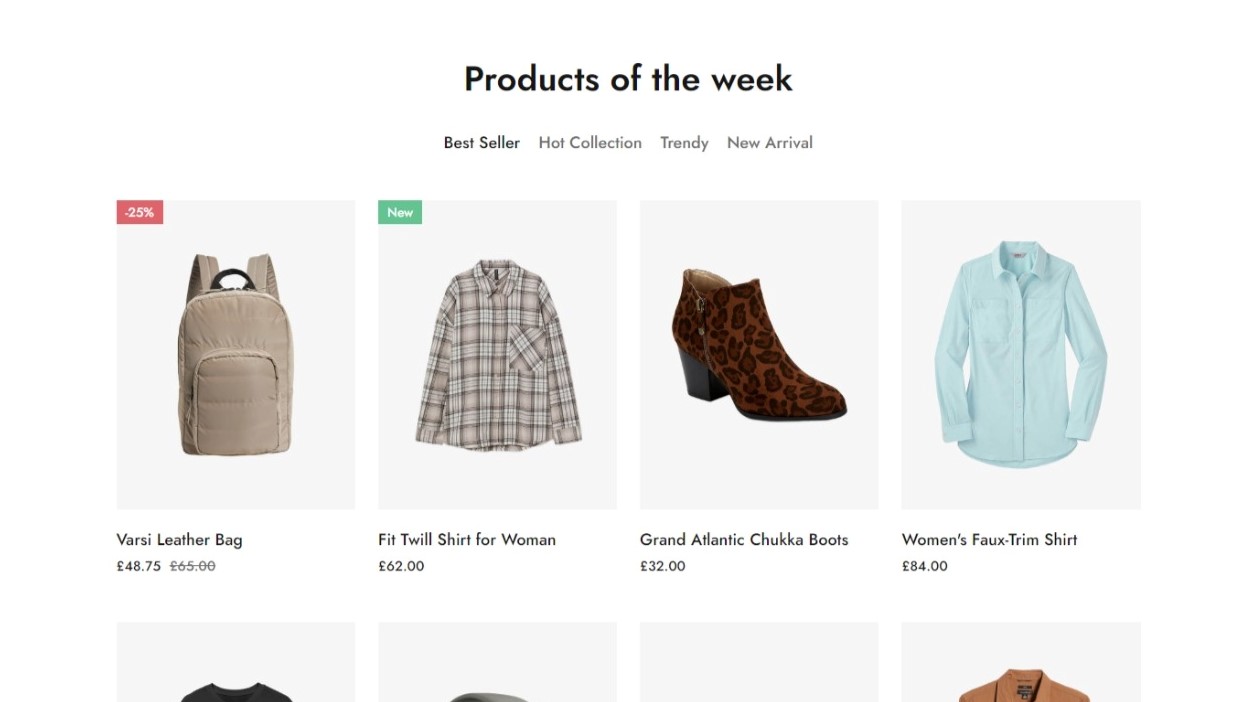 Products of the week
Best Seller Hot Collection Trendy New Arrival
-25%
New
Varsi Leather Bag
£48.75 £65.00
Fit Twill Shirt for Woman
£62.00
Grand Atlantic Chukka Boots
£32.00
Women's Faux-Trim Shirt
£84.00